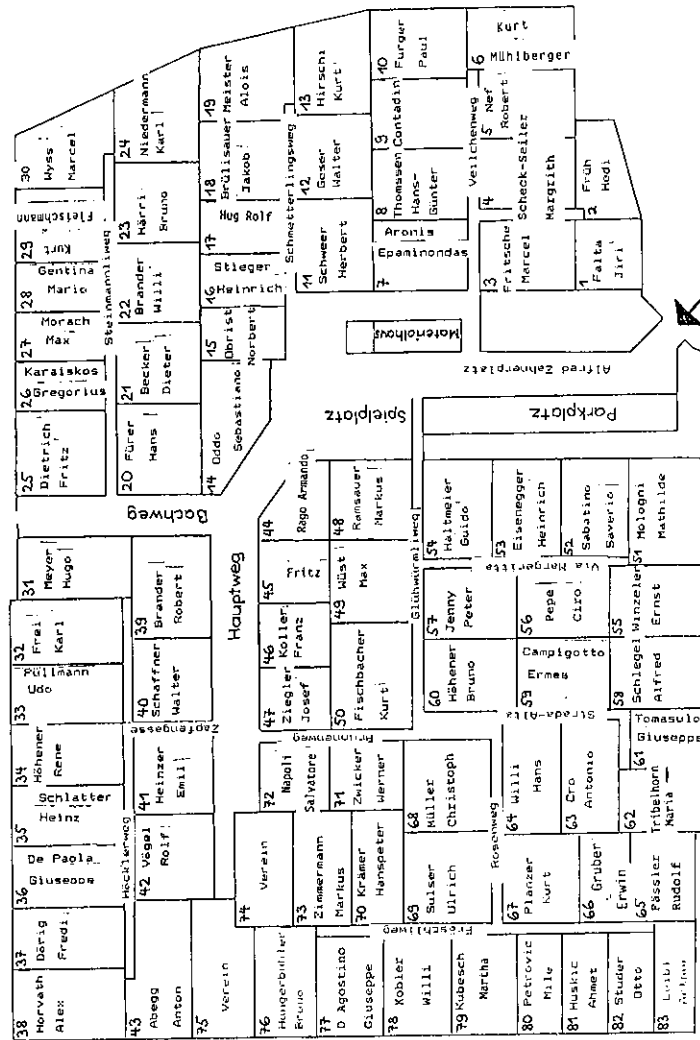 38
Horvath
Alex
37
Dörig
Fredi
36
De Paola
Giuseppe
35
Schlatter
Heinz
34
Höhener
Rene
33
Püllmann
Udo
32
Frei
Karl
31
Meyer
Hugo
25
Dietrich
Fritz
26
Karaiskos
Gregorius
27
Morach
Max
28
Gentina
Mario
29
Kurt
Fleischmann
30
Wyss
Marcel
Häcklerweg
Zapfengasse
Bachweg
Steinmannliweg
43
Abegg
Anton
42
Vögel
Rolf
41
Heinzer
Emil
40
Schaffner
Walter
39
Brander
Robert
20
Fürer
Hans
21
Becker
Dieter
22
Brander
Willi
23
Härri
Bruno
24
Niedermann
Karl
75
Verein
Hauptweg
14
Oddo
Sebastiano
15
Obrist
Norbert
16
Stieger
Heinrich
17
Hug Rolf
18
Brülisauer
Jakob
19
Meister
Alois
Schmetterlingsweg
76
Hungerbühler
Bruno
74
Verein
73
Zimmermann
Markus
72
Napoli
Salvatore
Brunnenweg
47
Ziegler
Josef
46
Koller
Franz
45
Fritz
44
Rago Armando
11
Schweer
Herbert
12
Geser
Walter
13
Hirschi
Kurt
77
D Agostino
Giuseppe
70
Krämer
Hanspeter
71
Zwicker
Werner
50
Fischbacher
Kurt
49
Wüst
Max
48
Ramsauer
Markus
Spielplatz
Materialhaus
7
Epaminondas
Aronis
8
Thomssen
Hans-
Günter
9
Contadin
10
Furger
Paul
Glühwürmliweg
Veilchenweg
78
Kobler
Willi
69
Sulser
Ulrich
68
Müller
Christoph
60
Höhener
Bruno
57
Jenny
Peter
54
Haltmeier
Guido
79
Kubesch
Martha
Fröschliweg
Rosenweg
Strada-Alta
Via Margeritta
Parkplatz
Alfred Zehnerplatz
3
Fritsche
Marcel
4
Scheck-Seiler
Margrith
5
Nef
Robert
6
Kurt
Mühlberger
80
Petrovic
Mile
67
Planzer
Kurt
64
Willi
Hans
59
Campigotto
Ermes
56
Pepe
Ciro
53
Eisenegger
Heinrich
81
Huskic
Ahmet
66
Gruber
Erwin
63
Cro
Antonio
52
Sabatino
Saverio
1
Falta
Jiri
2
Früh
Hedi
82
Studer
Otto
65
Pässler
Rudolf
62
Tribelhorn
Maria
61
Tomasulo
Giuseppe
58
Schlegel
Alfred
55
Winzeler
Ernst
51
Mologni
Mathilde
83